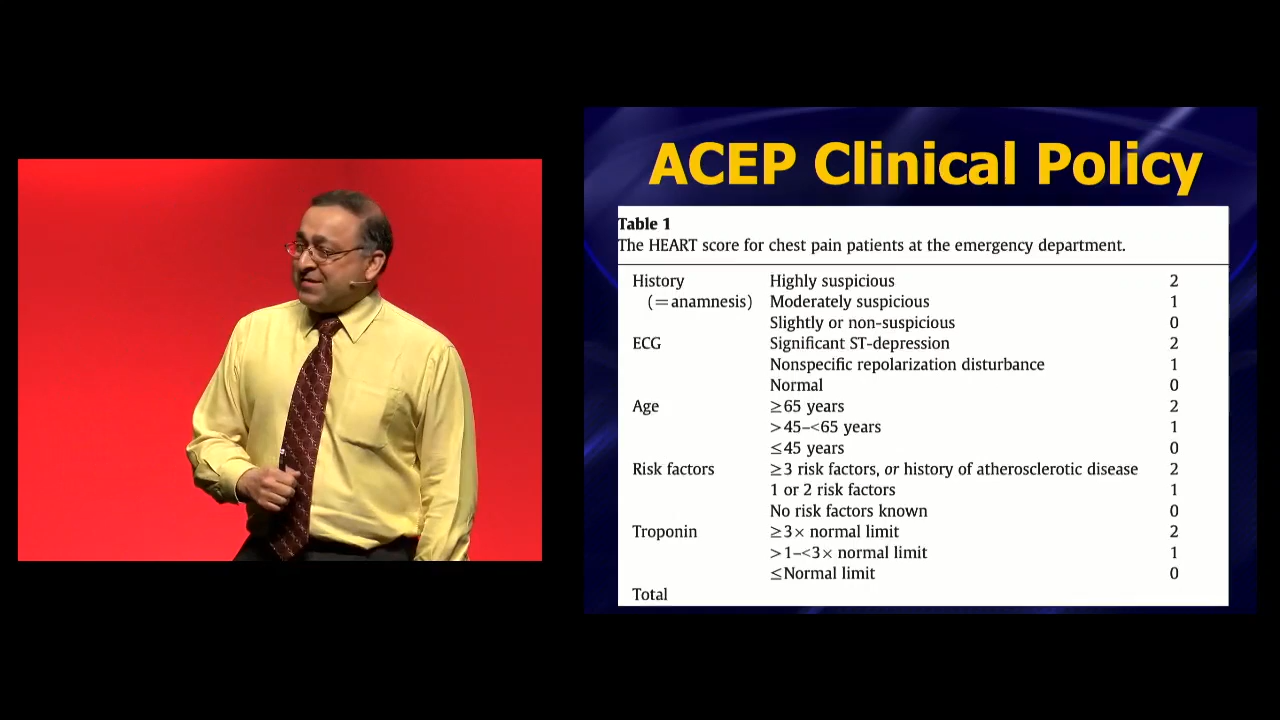 ACEP Clinical Policy
Table 1
The HEART score for chest pain patients at the emergency department.
History Highly suspicious 2
(=anamnesis) Moderately suspicious 1
Slightly or non-suspicious 0
ECG Significant ST-depression 2
Nonspecific repolarization disturbance 1
Normal 0
Age ≥65 years 2
>45–<65 years 1
≤45 years 0
Risk factors ≥3 risk factors, or history of atherosclerotic disease 2
1 or 2 risk factors 1
No risk factors known 0
Troponin ≥3× normal limit 2
>1–<3× normal limit 1
≤Normal limit 0
Total